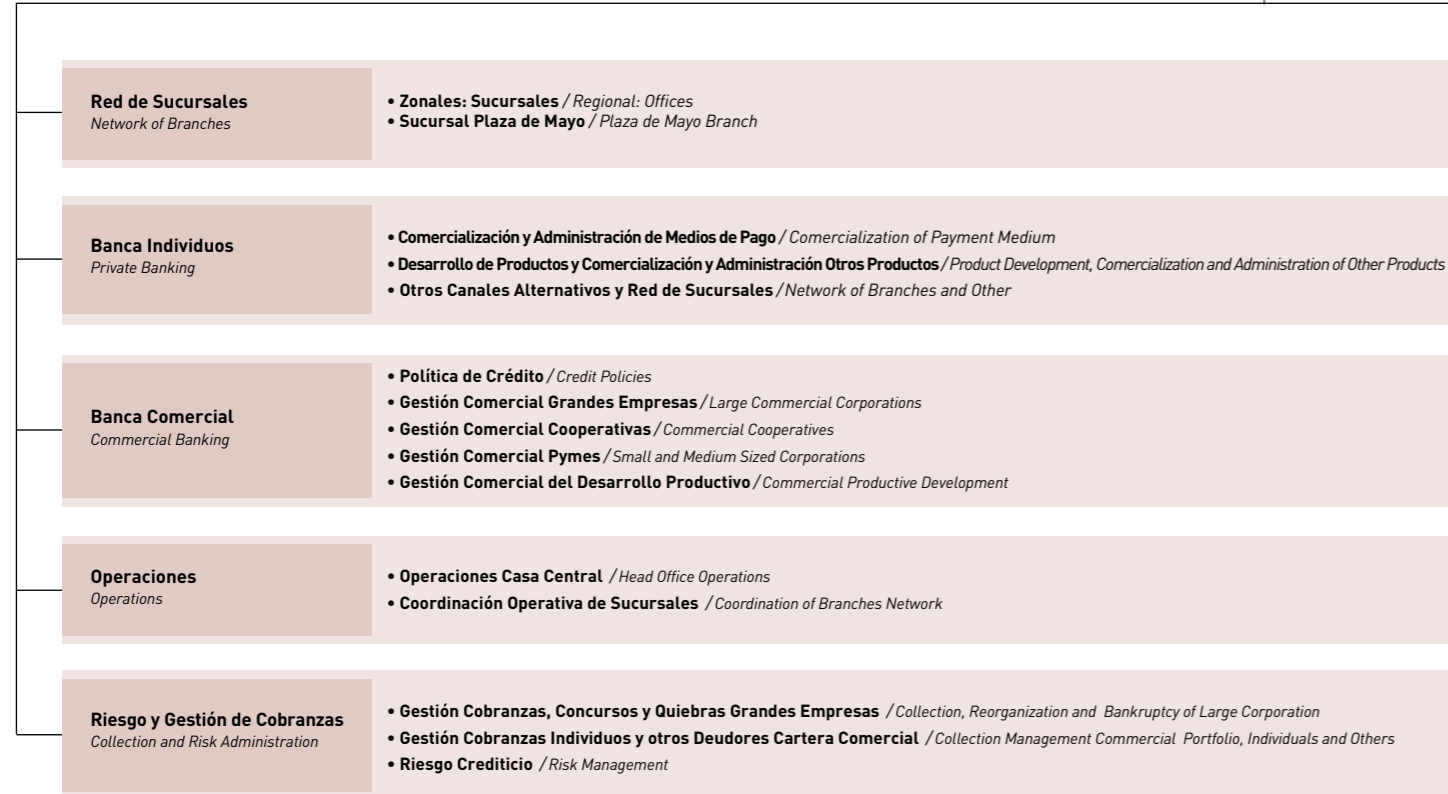 Red de Sucursales
Network of Branches
• Zonales: Sucursales / Regional: Offices
• Sucursal Plaza de Mayo / Plaza de Mayo Branch
Banca Individuos
Private Banking
• Comercialización y Administración de Medios de Pago / Comercialization of Payment Medium
• Desarrollo de Productos y Comercialización y Administración Otros Productos / Product Development, Comercialization and Administration of Other Products
• Otros Canales Alternativos y Red de Sucursales / Network of Branches and Other
Banca Comercial
Commercial Banking
• Política de Crédito / Credit Policies
• Gestión Comercial Grandes Empresas / Large Commercial Corporations
• Gestión Comercial Cooperativas / Commercial Cooperatives
• Gestión Comercial Pymes / Small and Medium Sized Corporations
• Gestión Comercial del Desarrollo Productivo / Commercial Productive Development
Operaciones
Operations
• Operaciones Casa Central / Head Office Operations
• Coordinación Operativa de Sucursales / Coordination of Branches Network
Riesgo y Gestión de Cobranzas
Collection and Risk Administration
• Gestión Cobranzas, Concursos y Quiebras Grandes Empresas / Collection, Reorganization and Bankruptcy of Large Corporation
• Gestión Cobranzas Individuos y otros Deudores Cartera Comercial / Collection Management Commercial Portfolio, Individuals and Others
• Riesgo Crediticio / Risk Management